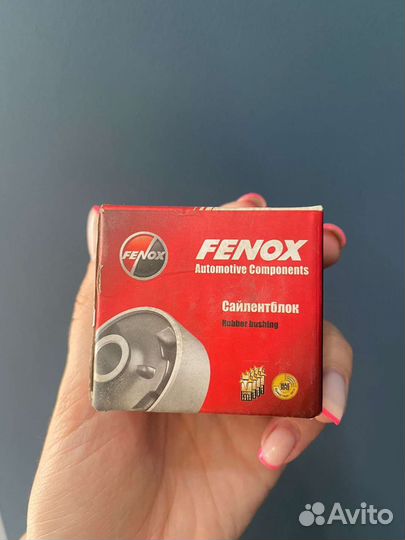 FENOX
FENOX
Automotive Components
Сайлентблок
Rubber bushing
Avito